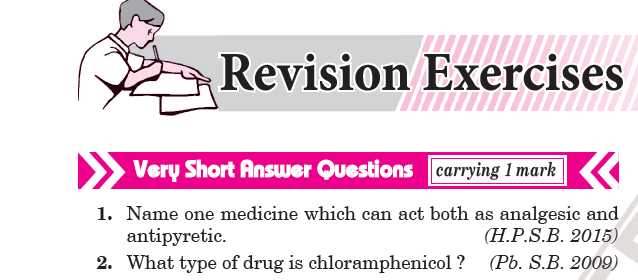 Revision Exercises
Very Short Answer Questions carrying 1 mark
1. Name one medicine which can act both as analgesic and
antipyretic. (H.P.S.B. 2015)
2. What type of drug is chloramphenicol ? (Pb. S.B. 2009)